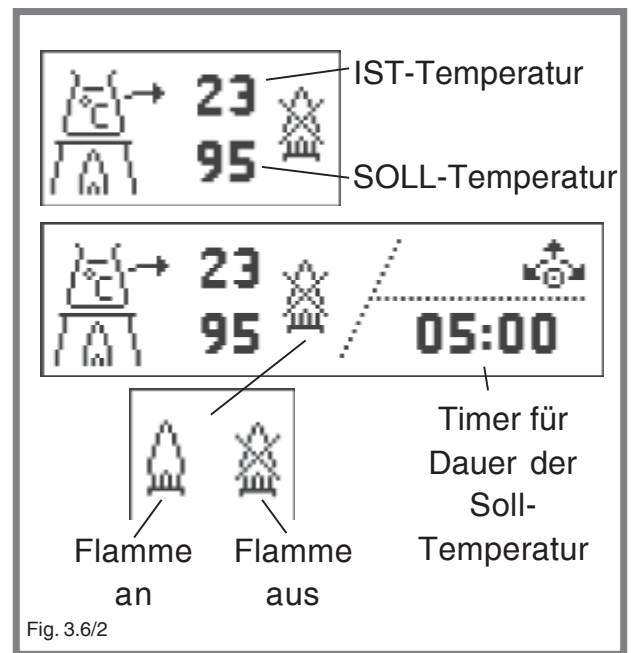 °C
23
IST-Temperatur
95
SOLL-Temperatur
°C
23
95
05:00
Timer für
Dauer der
Soll-
Temperatur
Flamme
an
Flamme
aus
Fig. 3.6/2